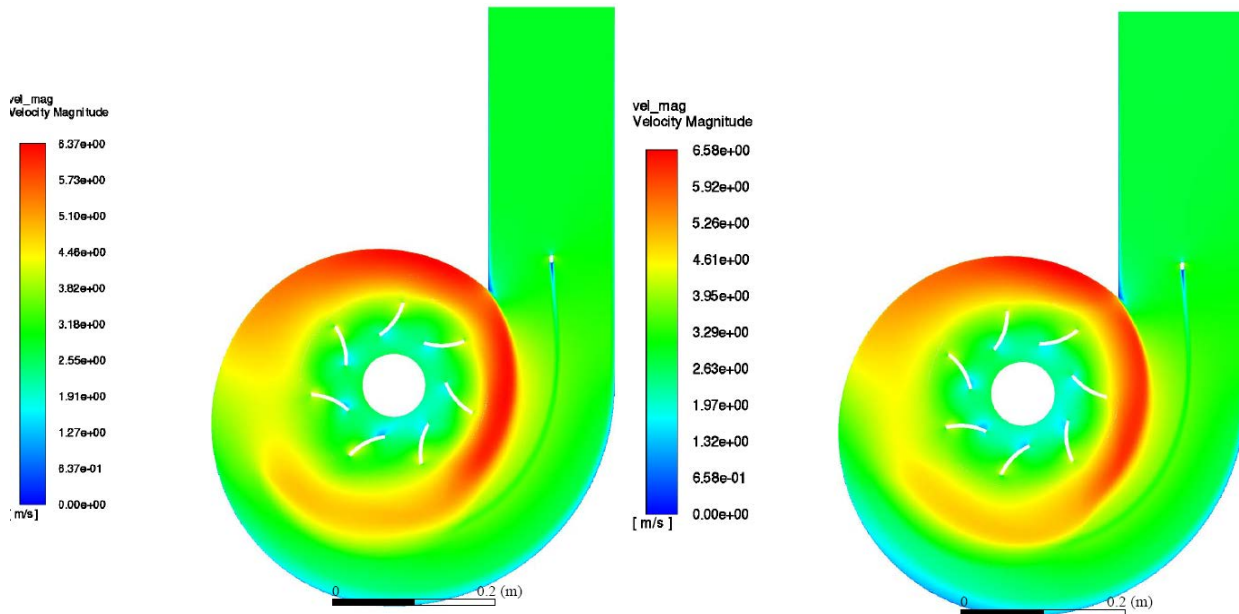 vel_mag
Velocity Magnitude
6.37e+00
5.73e+00
5.10e+00
4.46e+00
3.82e+00
3.18e+00
2.55e+00
1.91e+00
1.27e+00
6.37e-01
0.00e+00
[ m/s ]
0 0.2 (m)
vel_mag
Velocity Magnitude
6.58e+00
5.92e+00
5.26e+00
4.61e+00
3.95e+00
3.29e+00
2.63e+00
1.97e+00
1.32e+00
6.58e-01
0.00e+00
[ m/s ]
0 0.2 (m)